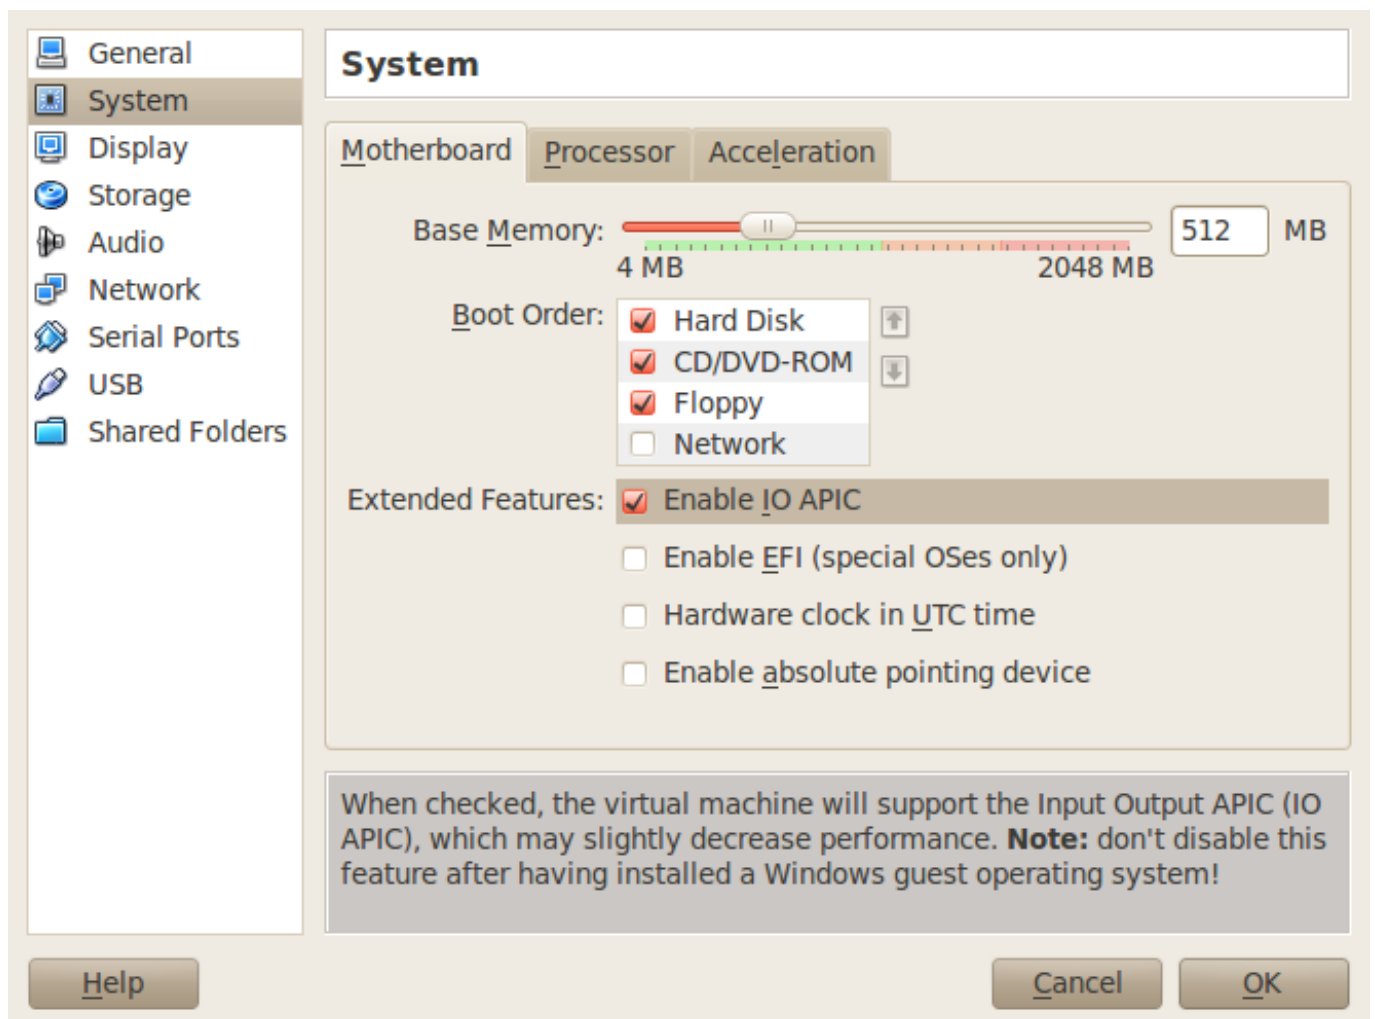 General
System
Display
Storage
Audio
Network
Serial Ports
USB
Shared Folders
System
Motherboard Processor Acceleration
Base Memory: 512 MB
4 MB 2048 MB
Boot Order: Hard Disk
CD/DVD-ROM
Floppy
Network
Extended Features: Enable IO APIC
Enable EFI (special OSes only)
Hardware clock in UTC time
Enable absolute pointing device
When checked, the virtual machine will support the Input Output APIC (IO
APIC), which may slightly decrease performance. Note: don't disable this
feature after having installed a Windows guest operating system!
Help Cancel OK